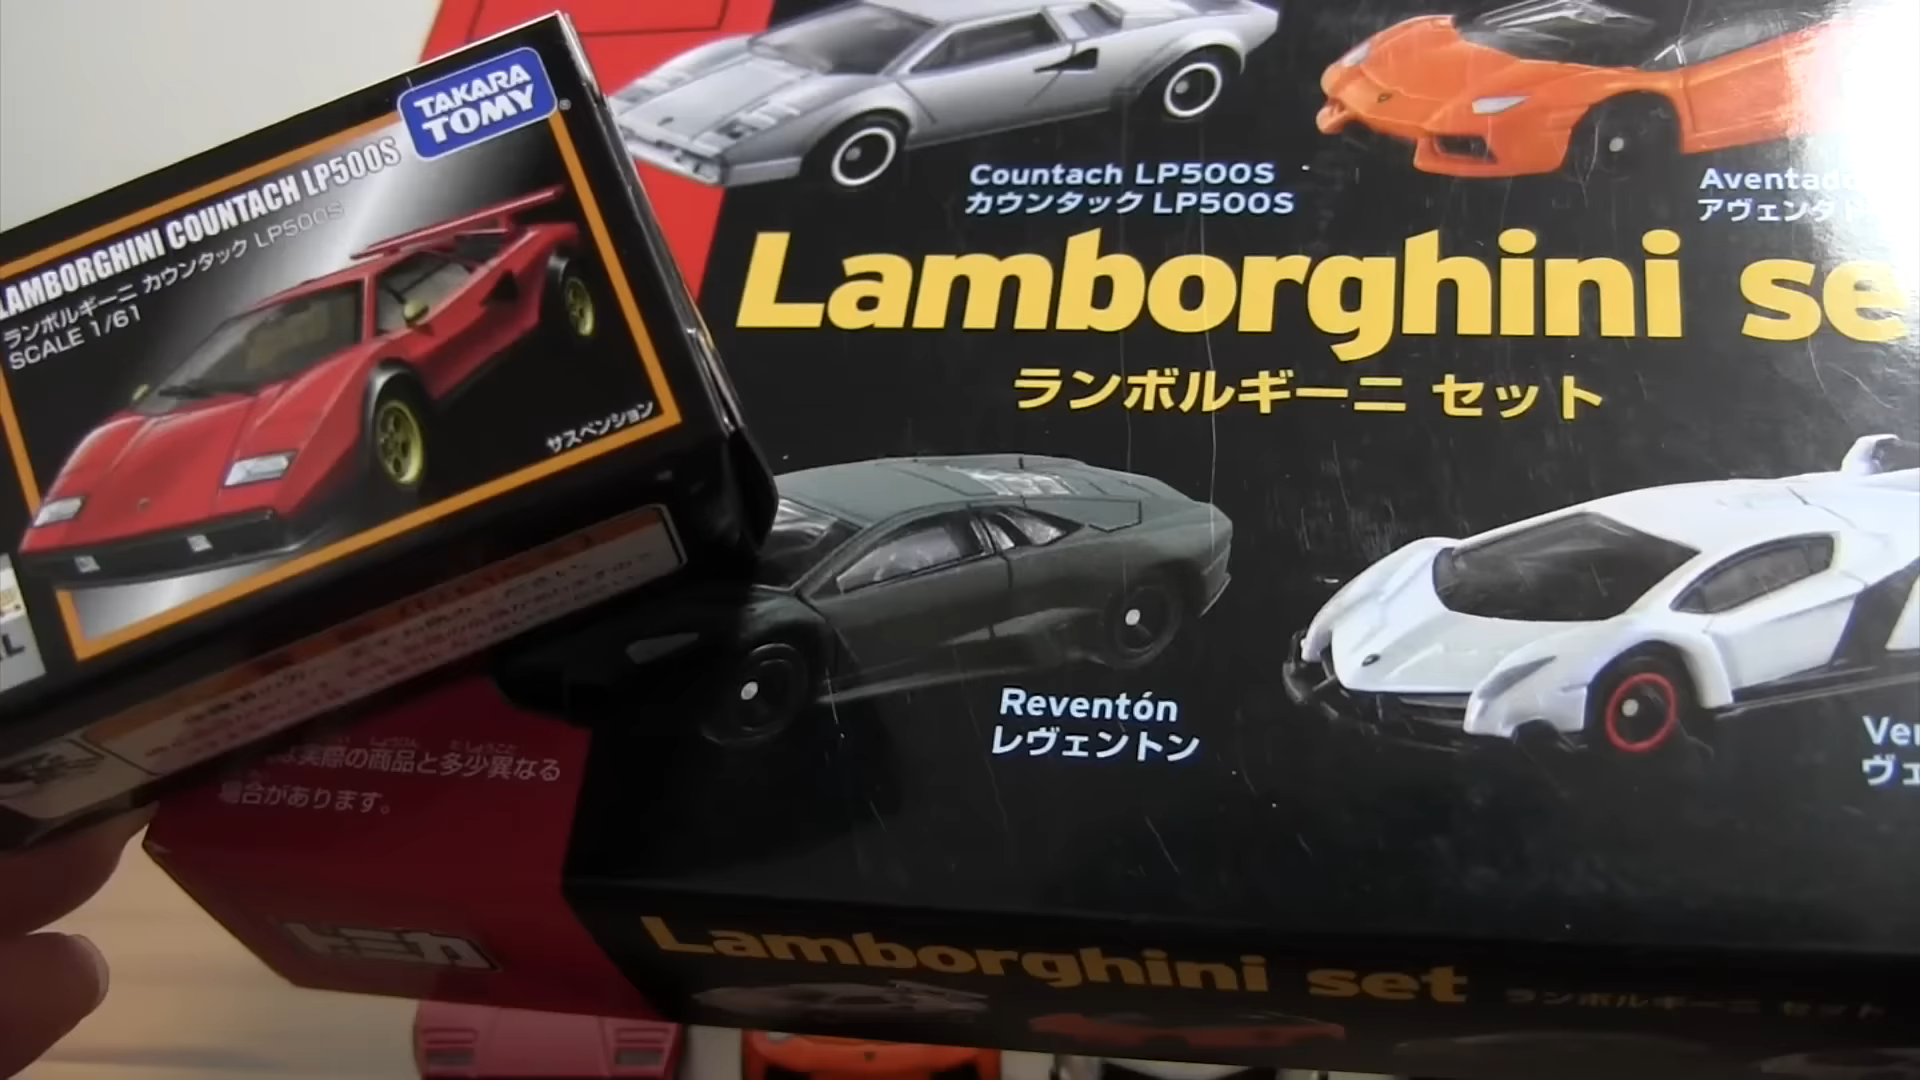 TAKARA
TOMY
LAMBORGHINI COUNTACH LP500S
ランボルギーニ カウンタック LP500S
SCALE 1/61
サスペンション
Countach LP500S
カウンタック LP500S
Lamborghini se
ランボルギーニ セット
Reventón
レヴェントン
実際の商品と多少異なる
場合があります。
トミカ
Lamborghini set
ランボルギーニ セット